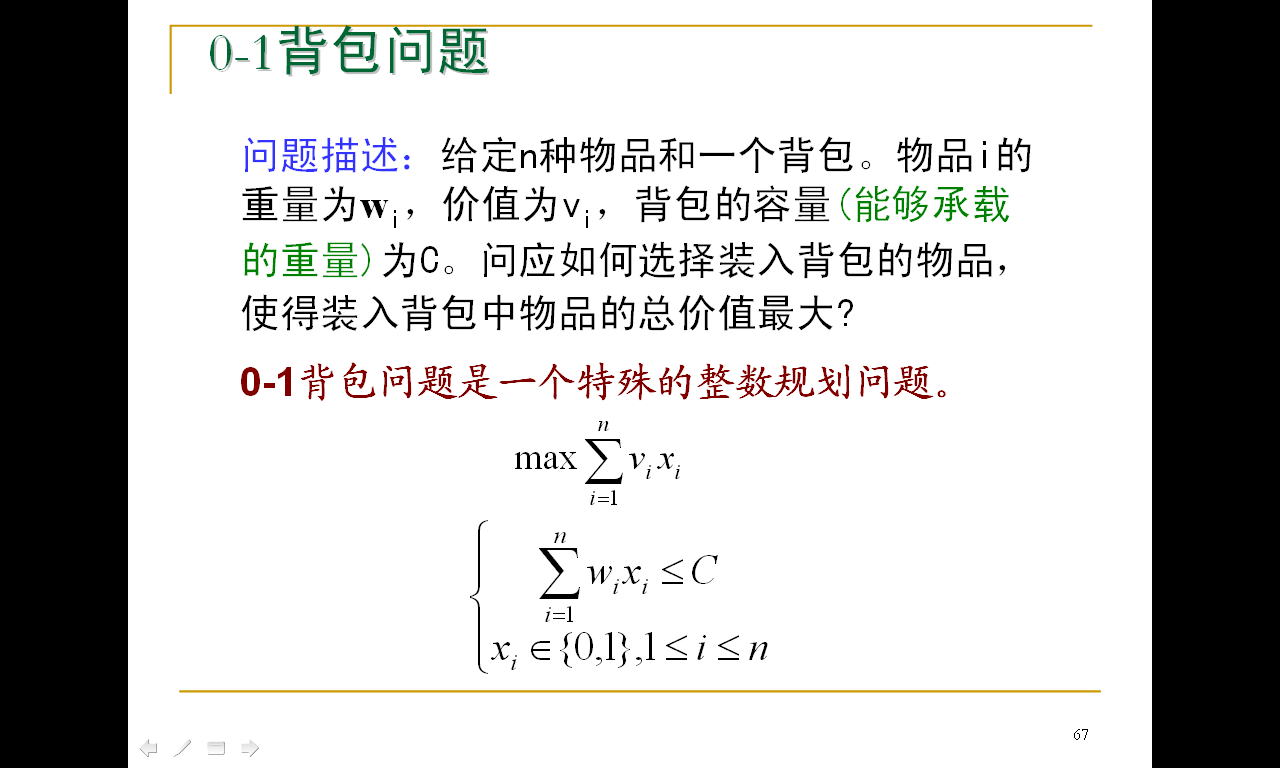 0-1背包问题
问题描述：给定n种物品和一个背包。物品i的
重量为wi，价值为vi，背包的容量(能够承载
的重量)为C。问应如何选择装入背包的物品，
使得装入背包中物品的总价值最大?
0-1背包问题是一个特殊的整数规划问题。
max ∑_{i=1}^{n} v_i x_i
∑_{i=1}^{n} w_i x_i ≤ C
x_i ∈ {0,1}, 1 ≤ i ≤ n
67